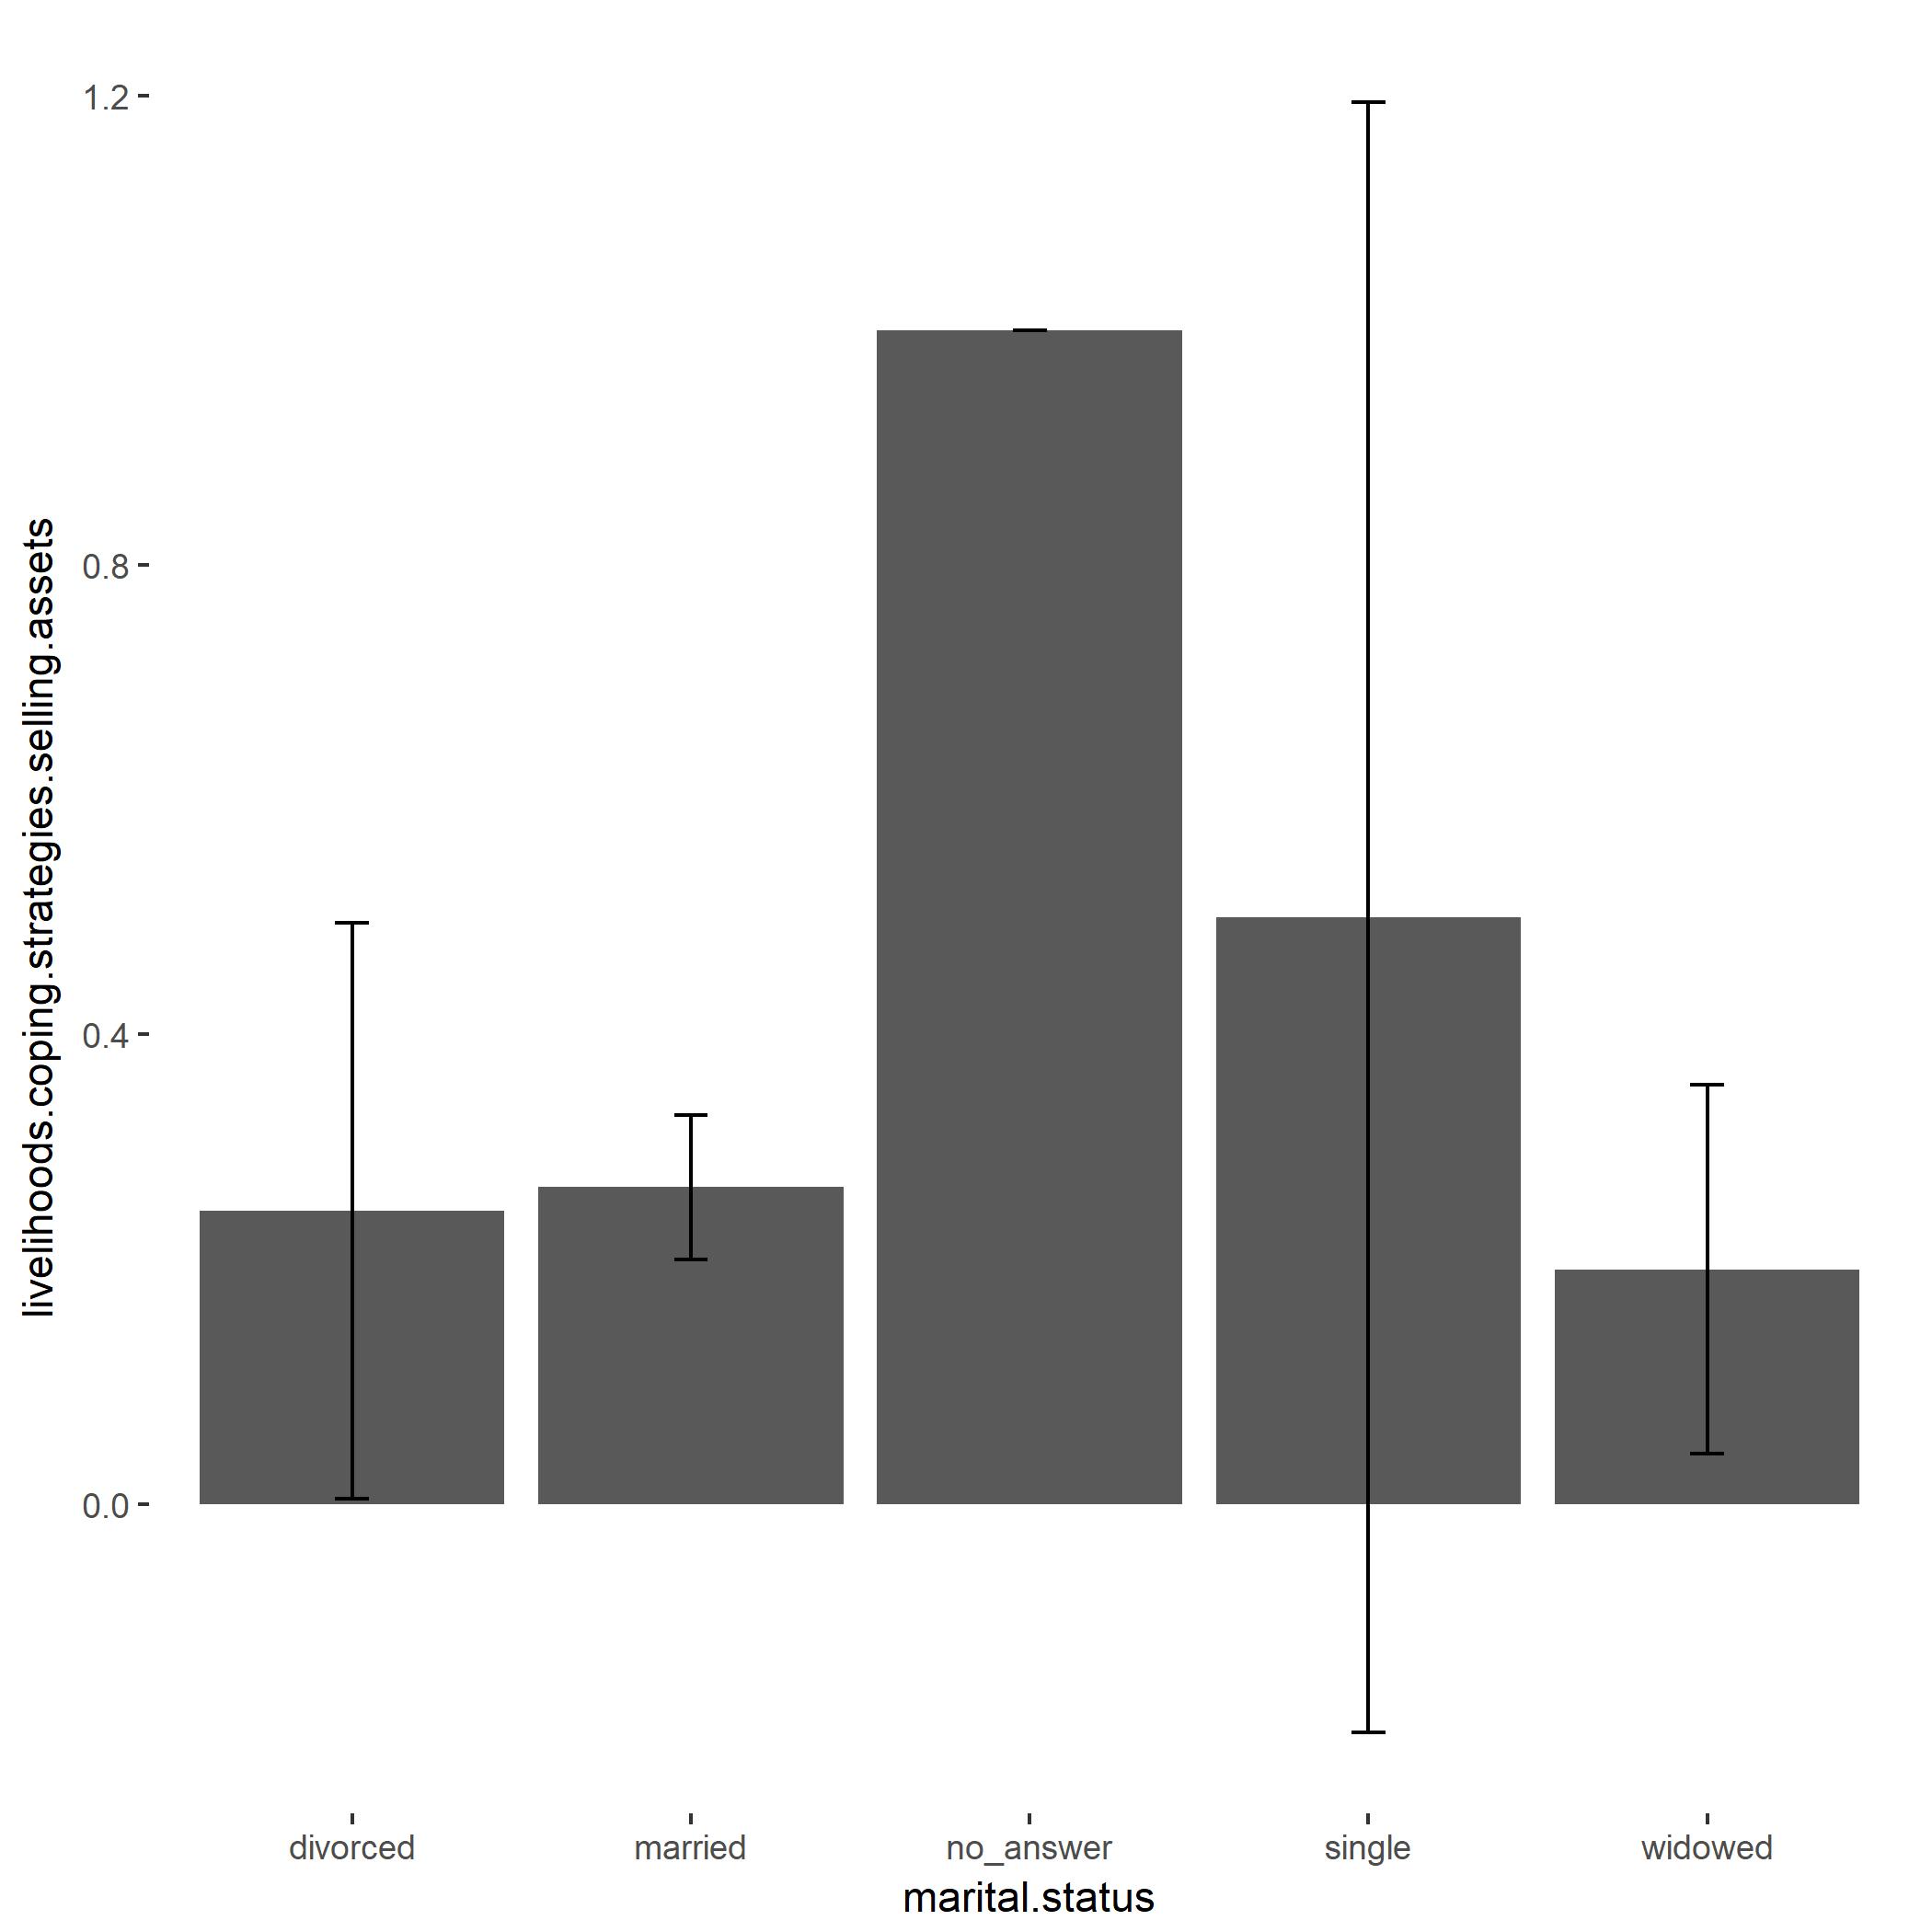 livelihoods.coping.strategies.selling.assets
1.2
0.8
0.4
0.0
divorced
married
no_answer
single
widowed
marital.status